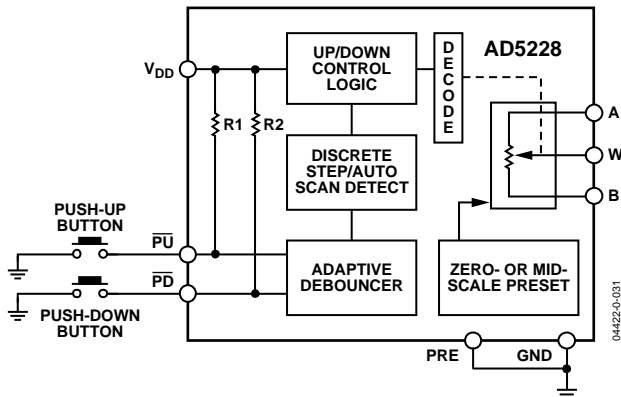 UP/DOWN
CONTROL
LOGIC
D
E
C
O
D
E
AD5228
VDD
R1
R2
A
W
B
DISCRETE
STEP/AUTO
SCAN DETECT
PUSH-UP
BUTTON
PU
PD
PUSH-DOWN
BUTTON
ADAPTIVE
DEBOUNCER
ZERO- OR MID-
SCALE PRESET
PRE
GND
04422-0-031